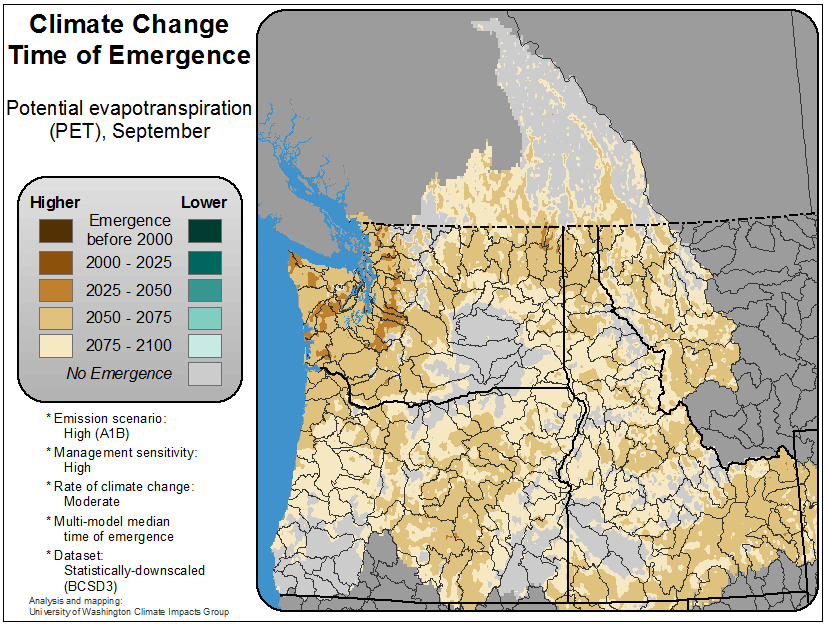 Climate Change
Time of Emergence
Potential evapotranspiration
(PET), September
Higher Lower
Emergence
before 2000
2000 - 2025
2025 - 2050
2050 - 2075
2075 - 2100
No Emergence
* Emission scenario:
High (A1B)
* Management sensitivity:
High
* Rate of climate change:
Moderate
* Multi-model median
time of emergence
* Dataset:
Statistically-downscaled
(BCSD3)
Analysis and mapping:
University of Washington Climate Impacts Group